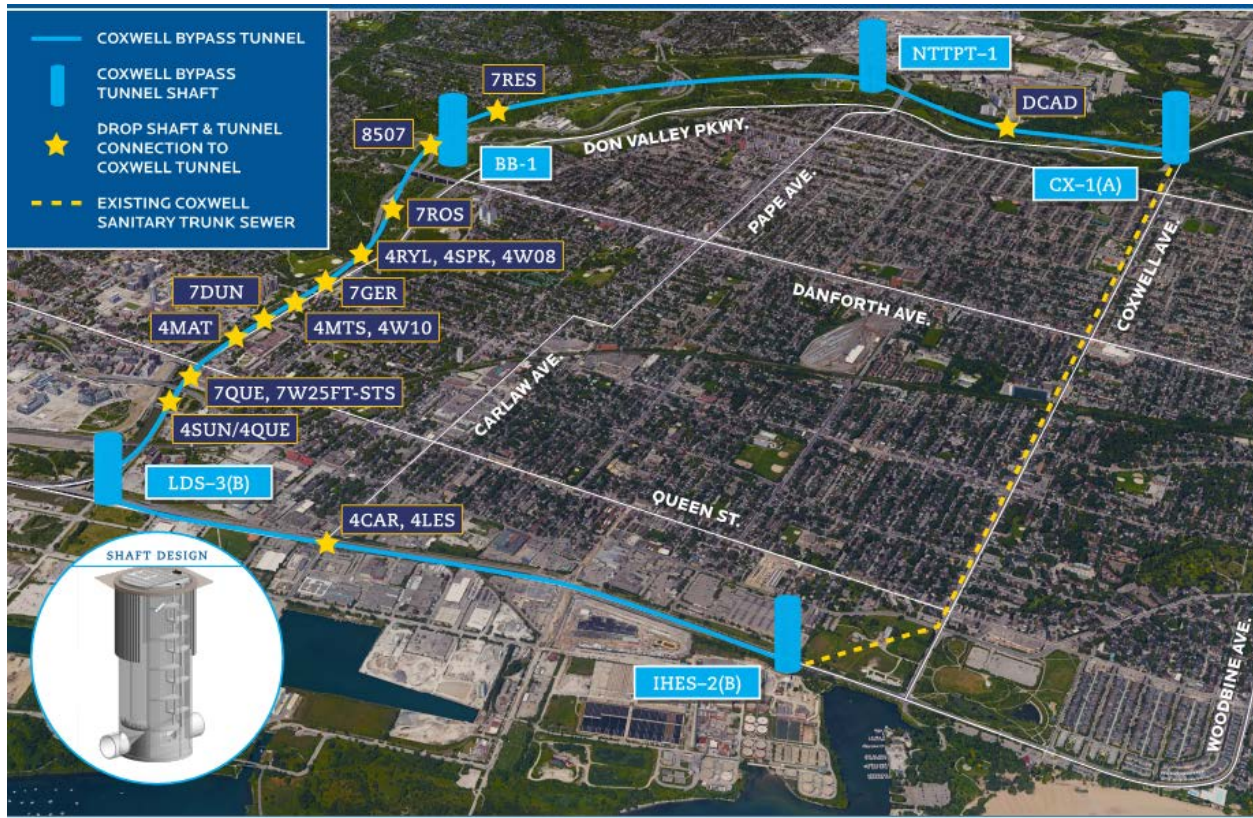 COXWELL BYPASS TUNNEL
COXWELL BYPASS
TUNNEL SHAFT
DROP SHAFT & TUNNEL
CONNECTION TO
COXWELL TUNNEL
EXISTING COXWELL
SANITARY TRUNK SEWER
NTTPT–1
7RES
DCAD
8507
DON VALLEY PKWY.
BB-1
CX–1(A)
PAPE AVE.
7ROS
COXWELL AVE.
4RYL, 4SPK, 4W08
7DUN
7GER
DANFORTH AVE.
4MAT
4MTS, 4W10
CARLAW AVE.
7QUE, 7W25FT-STS
4SUN/4QUE
LDS–3(B)
QUEEN ST.
4CAR, 4LES
SHAFT DESIGN
IHES–2(B)
WOODBINE AVE.